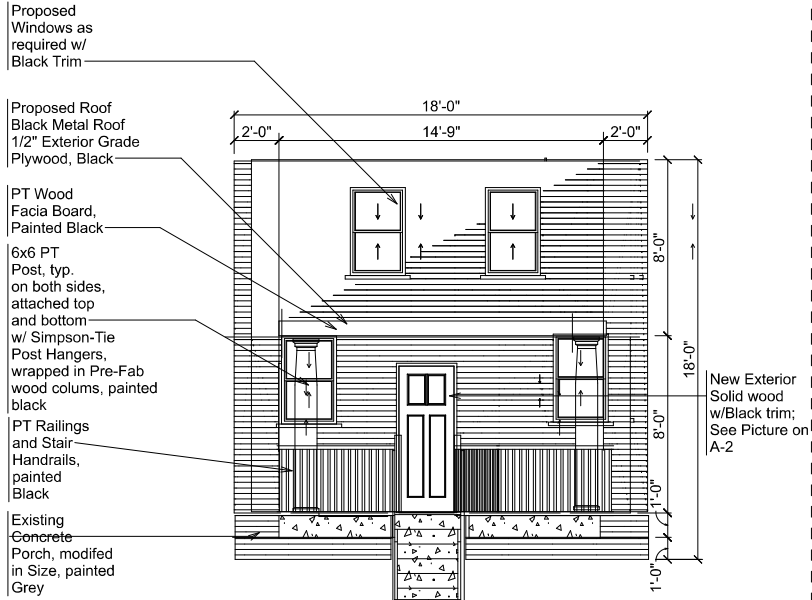 Proposed
Windows as
required w/
Black Trim
Proposed Roof
Black Metal Roof
1/2" Exterior Grade
Plywood, Black
PT Wood
Facia Board,
Painted Black
6x6 PT
Post, typ.
on both sides,
attached top
and bottom
w/ Simpson-Tie
Post Hangers,
wrapped in Pre-Fab
wood colums, painted
black
PT Railings
and Stair
Handrails,
painted
Black
Existing
Concrete
Porch, modifed
in Size, painted
Grey
18'-0"
2'-0"
14'-9"
2'-0"
8'-0"
18'-0"
8'-0"
1'-0"
1'-0"
New Exterior
Solid wood
w/Black trim;
See Picture on
A-2